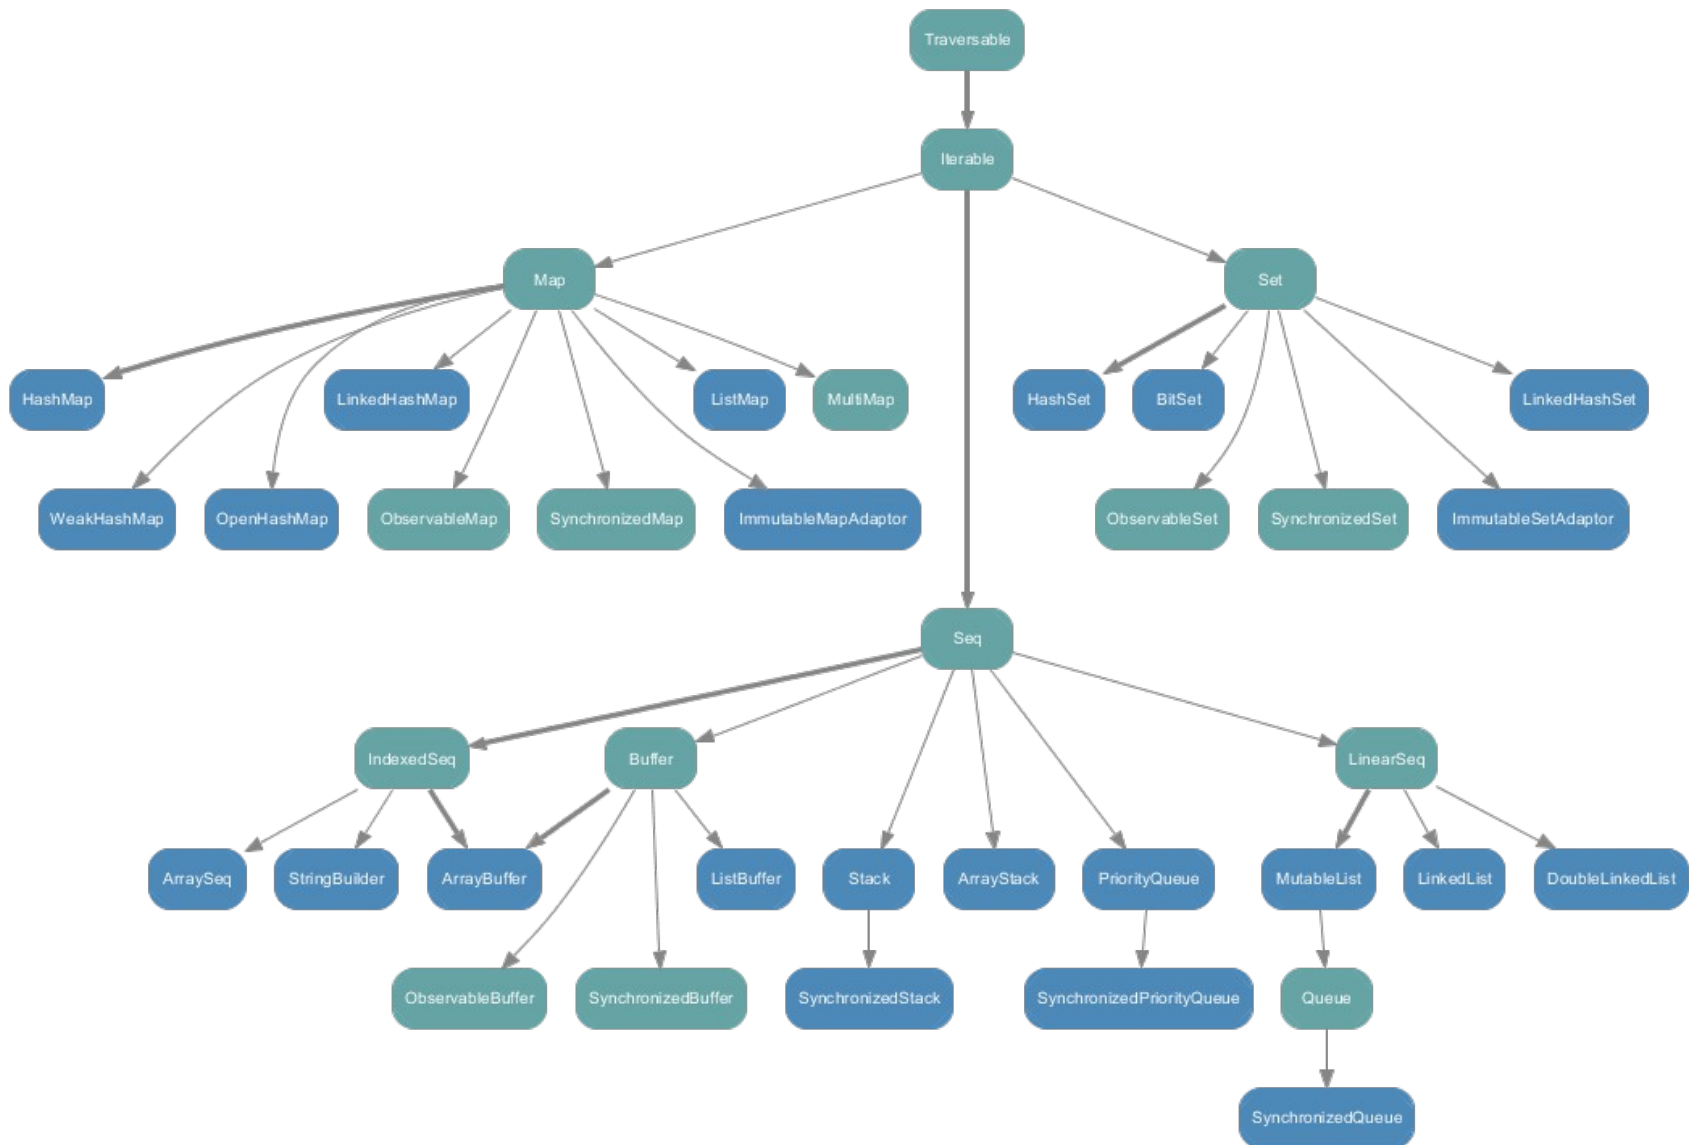 Traversable
Iterable
Map
Set
HashMap
LinkedHashMap
ListMap
MultiMap
HashSet
BitSet
LinkedHashSet
WeakHashMap
OpenHashMap
ObservableMap
SynchronizedMap
ImmutableMapAdaptor
ObservableSet
SynchronizedSet
ImmutableSetAdaptor
Seq
IndexedSeq
Buffer
LinearSeq
ArraySeq
StringBuilder
ArrayBuffer
ListBuffer
Stack
ArrayStack
PriorityQueue
MutableList
LinkedList
DoubleLinkedList
ObservableBuffer
SynchronizedBuffer
SynchronizedStack
SynchronizedPriorityQueue
Queue
SynchronizedQueue